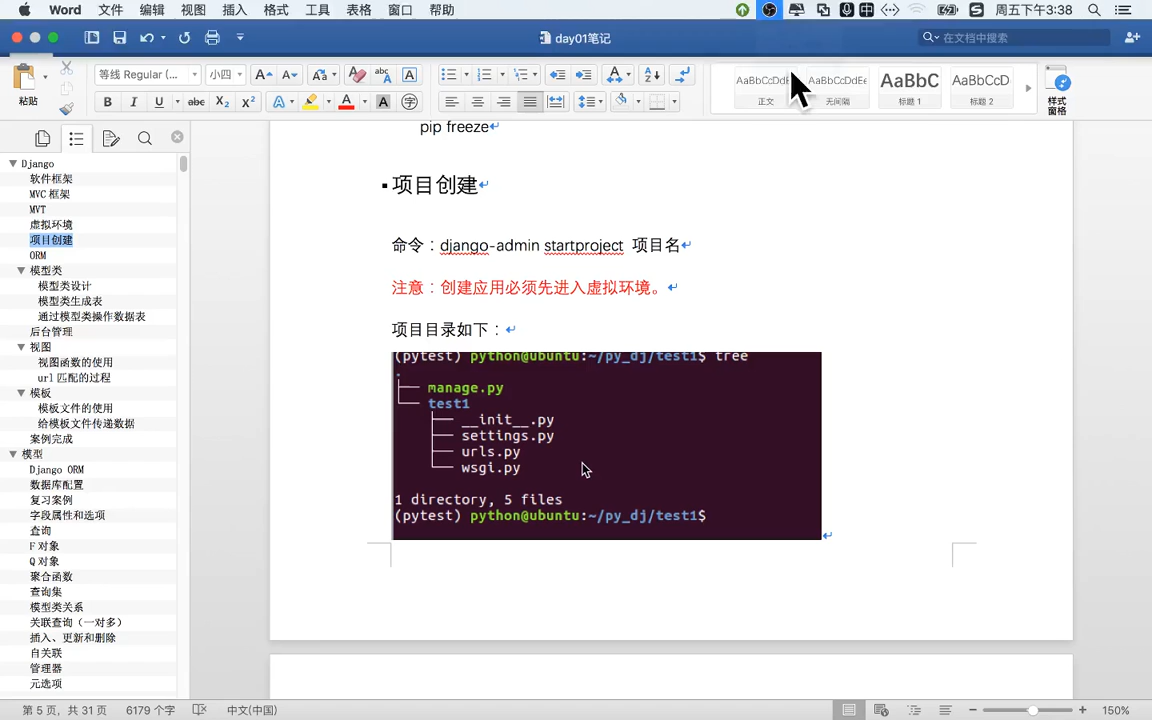 Word 文件 编辑 视图 插入 格式 工具 表格 窗口 帮助
中 周五下午3:38
day01笔记
在文档中搜索
等线 Regular (... 小四
粘贴
AaBbCcDdE AaBbCcDdEe AaBbC AaBbCcD
正文 无间隔 标题 1 标题 2
样式
窗格
Django
软件框架
MVC 框架
MVT
虚拟环境
项目创建
ORM
模型类
模型类设计
模型类生成表
通过模型类操作数据表
后台管理
视图
视图函数的使用
url 匹配的过程
模板
模板文件的使用
给模板文件传递数据
案例完成
模型
Django ORM
数据库配置
复习案例
字段属性和选项
查询
F 对象
Q 对象
聚合函数
查询集
模型类关系
关联查询（一对多）
插入、更新和删除
自关联
管理器
元选项
pip freeze
项目创建
命令：django-admin startproject 项目名
注意：创建应用必须先进入虚拟环境。
项目目录如下：
(pytest) python@ubuntu:~/py_dj/test1$ tree
.
├── manage.py
└── test1
├── __init__.py
├── settings.py
├── urls.py
└── wsgi.py
1 directory, 5 files
(pytest) python@ubuntu:~/py_dj/test1$
第 5 页，共 31 页 6179 个字 中文(中国) 150%